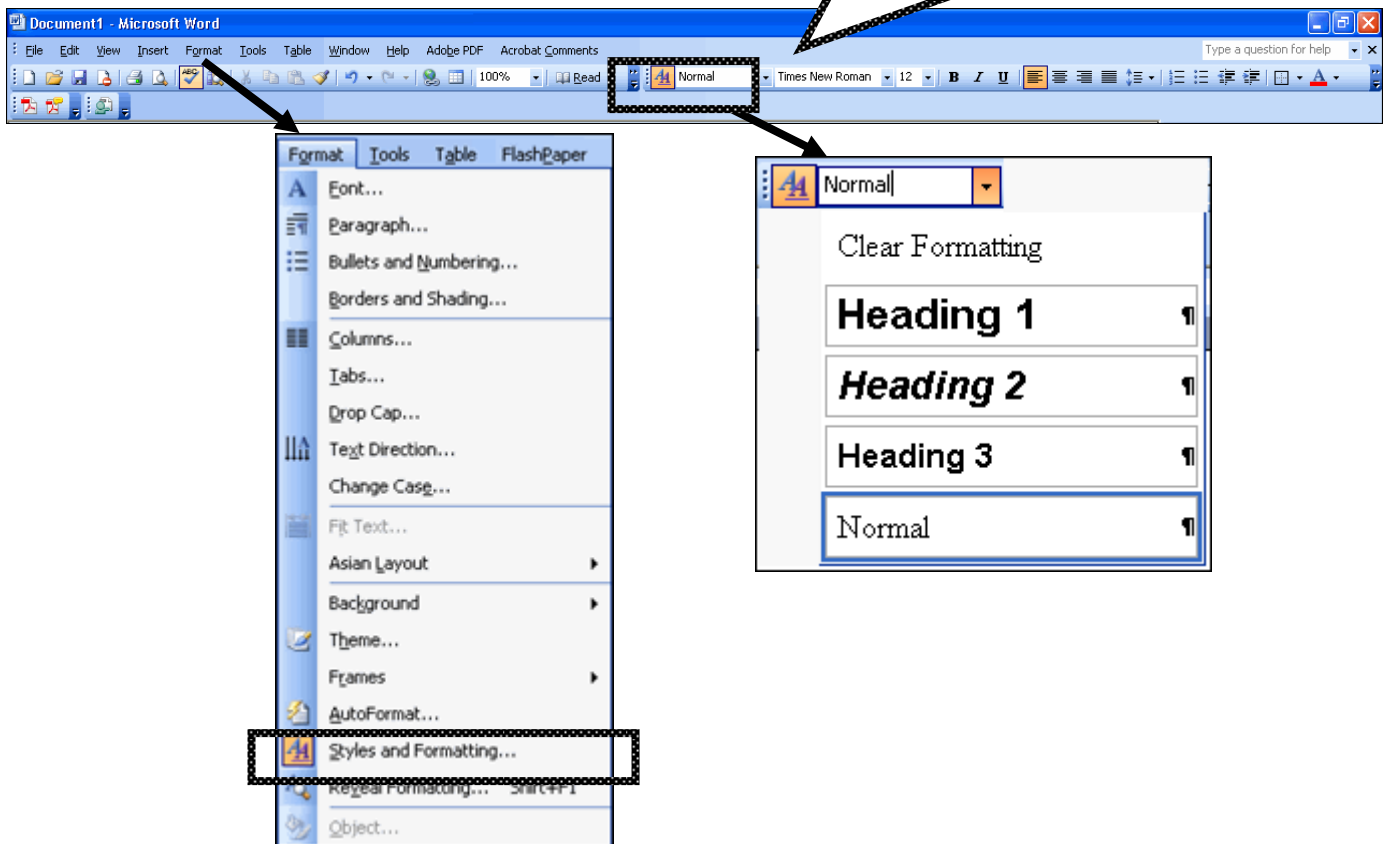 Document1 - Microsoft Word
File Edit View Insert Format Tools Table Window Help Adobe PDF Acrobat Comments Type a question for help
100% Read Normal Times New Roman 12 B I U A
Format Tools Table FlashPaper
Font...
Paragraph...
Bullets and Numbering...
Borders and Shading...
Columns...
Tabs...
Drop Cap...
Text Direction...
Change Case...
Fit Text...
Asian Layout
Background
Theme...
Frames
AutoFormat...
Styles and Formatting...
Reveal Formatting... Shift+F1
Object...
Normal
Clear Formatting
Heading 1 ¶
Heading 2 ¶
Heading 3 ¶
Normal ¶